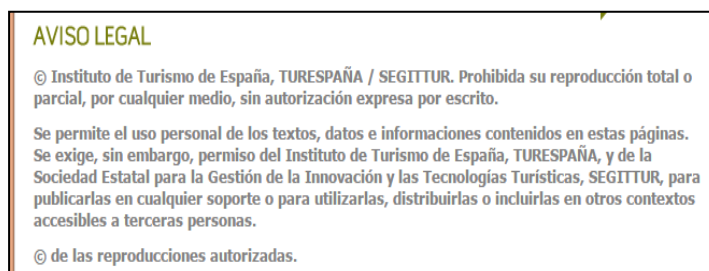 AVISO LEGAL
© Instituto de Turismo de España, TURESPAÑA / SEGITTUR. Prohibida su reproducción total o
parcial, por cualquier medio, sin autorización expresa por escrito.
Se permite el uso personal de los textos, datos e informaciones contenidos en estas páginas.
Se exige, sin embargo, permiso del Instituto de Turismo de España, TURESPAÑA, y de la
Sociedad Estatal para la Gestión de la Innovación y las Tecnologías Turísticas, SEGITTUR, para
publicarlas en cualquier soporte o para utilizarlas, distribuirlas o incluirlas en otros contextos
accesibles a terceras personas.
© de las reproducciones autorizadas.